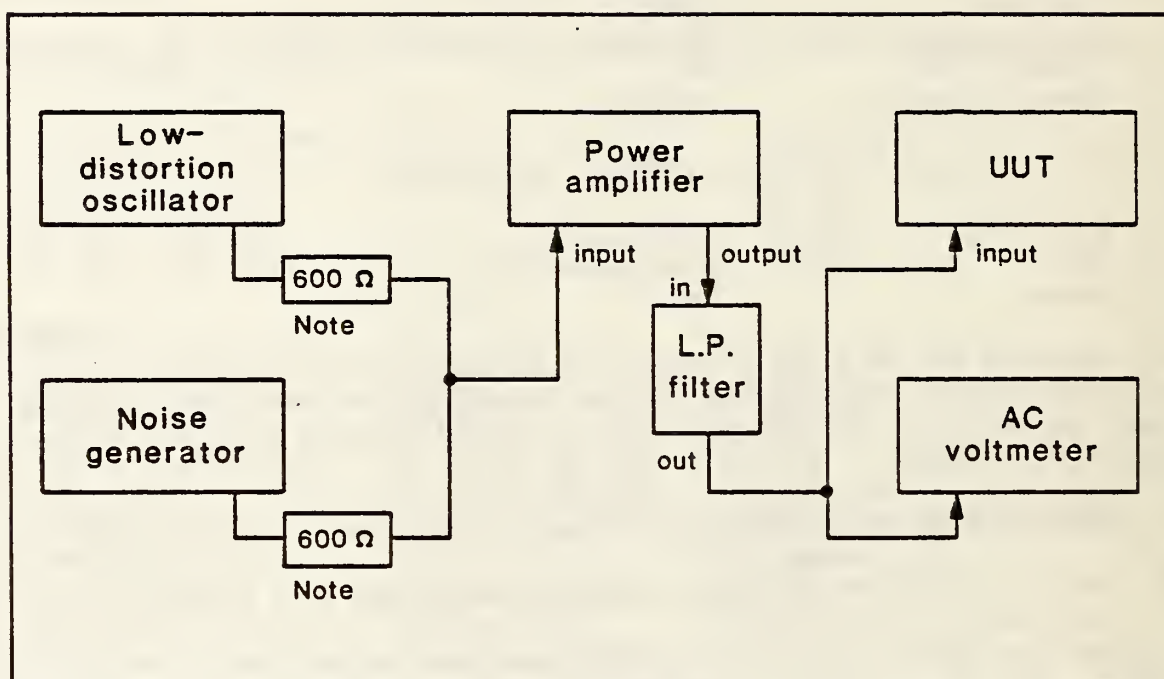 Low-
distortion
oscillator
600 Ω
Note
Noise
generator
600 Ω
Note
Power
amplifier
input
output
in
L.P.
filter
out
UUT
input
AC
voltmeter